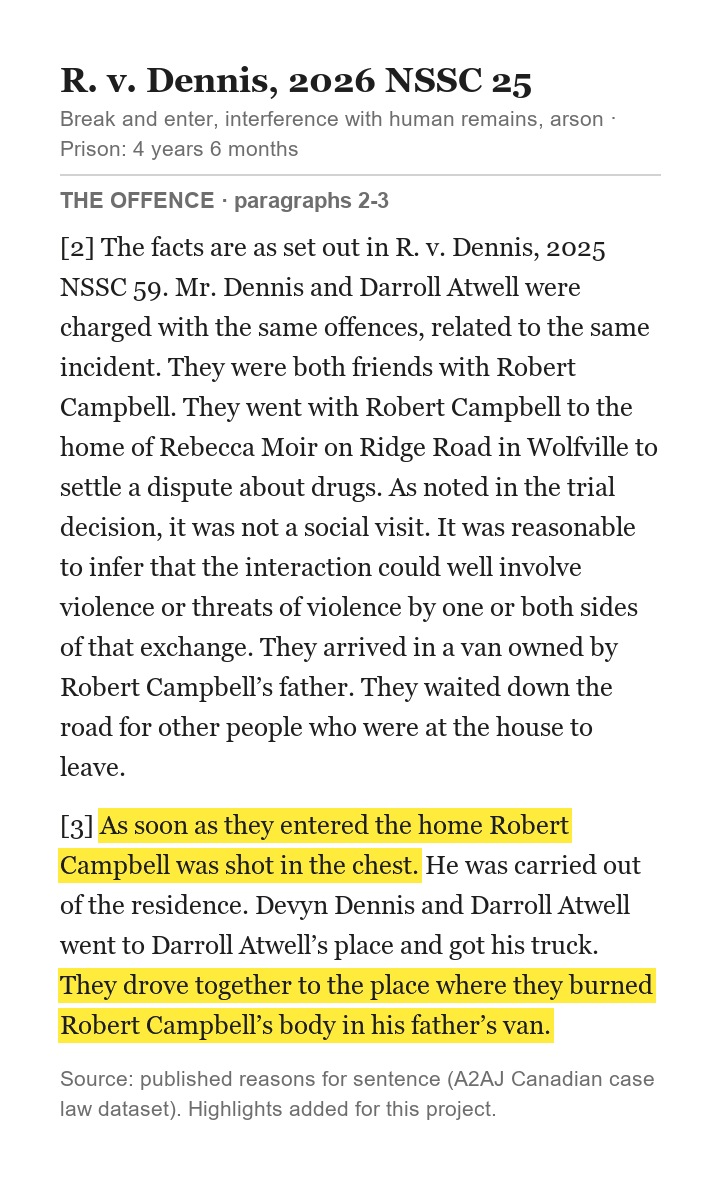 R. v. Dennis, 2026 NSSC 25
Break and enter, interference with human remains, arson ·
Prison: 4 years 6 months
THE OFFENCE · paragraphs 2-3
[2] The facts are as set out in R. v. Dennis, 2025
NSSC 59. Mr. Dennis and Darroll Atwell were
charged with the same offences, related to the same
incident. They were both friends with Robert
Campbell. They went with Robert Campbell to the
home of Rebecca Moir on Ridge Road in Wolfville to
settle a dispute about drugs. As noted in the trial
decision, it was not a social visit. It was reasonable
to infer that the interaction could well involve
violence or threats of violence by one or both sides
of that exchange. They arrived in a van owned by
Robert Campbell’s father. They waited down the
road for other people who were at the house to
leave.
[3] As soon as they entered the home Robert
Campbell was shot in the chest. He was carried out
of the residence. Devyn Dennis and Darroll Atwell
went to Darroll Atwell’s place and got his truck.
They drove together to the place where they burned
Robert Campbell’s body in his father’s van.
Source: published reasons for sentence (A2AJ Canadian case
law dataset). Highlights added for this project.